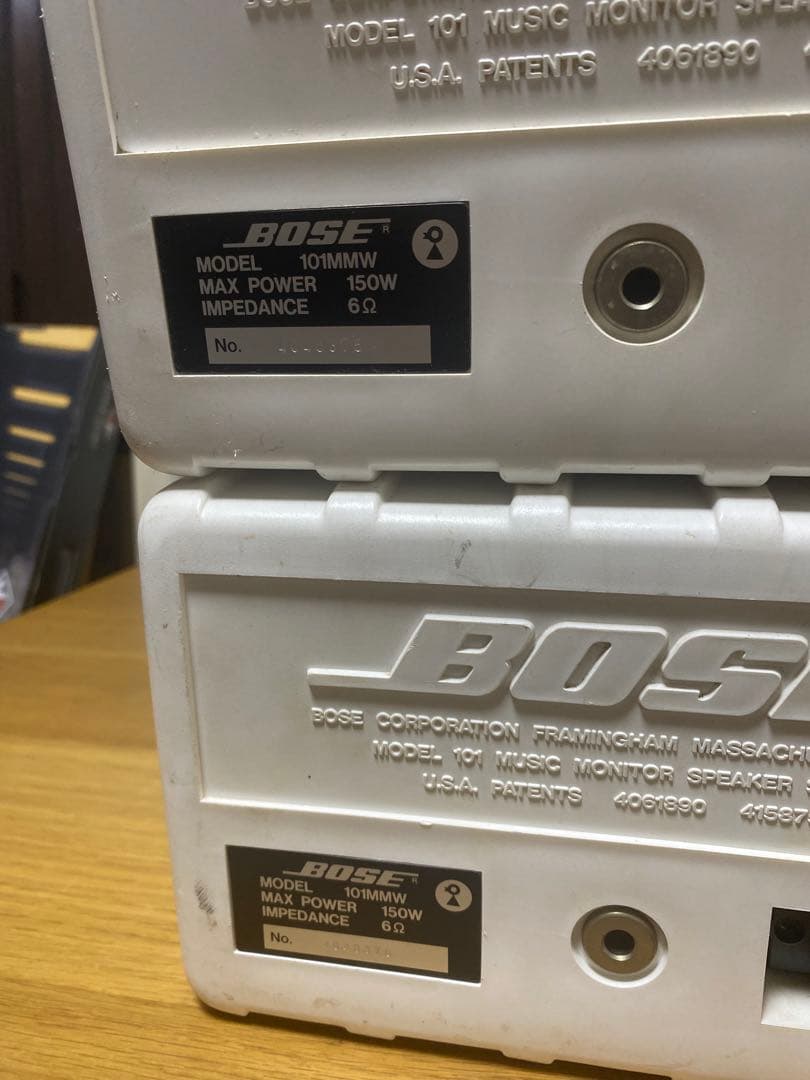 MODEL 101 MUSIC MONITOR
U.S.A. PATENTS 4061890
BOSE R
MODEL 101MMW
MAX POWER 150W
IMPEDANCE 6Ω
No.
BOSE
BOSE CORPORATION FRAMINGHAM
MODEL 101 MUSIC MONITOR SPEAKER
U.S.A. PATENTS 4061890
BOSE R
MODEL 101MMW
MAX POWER 150W
IMPEDANCE 6Ω
No.